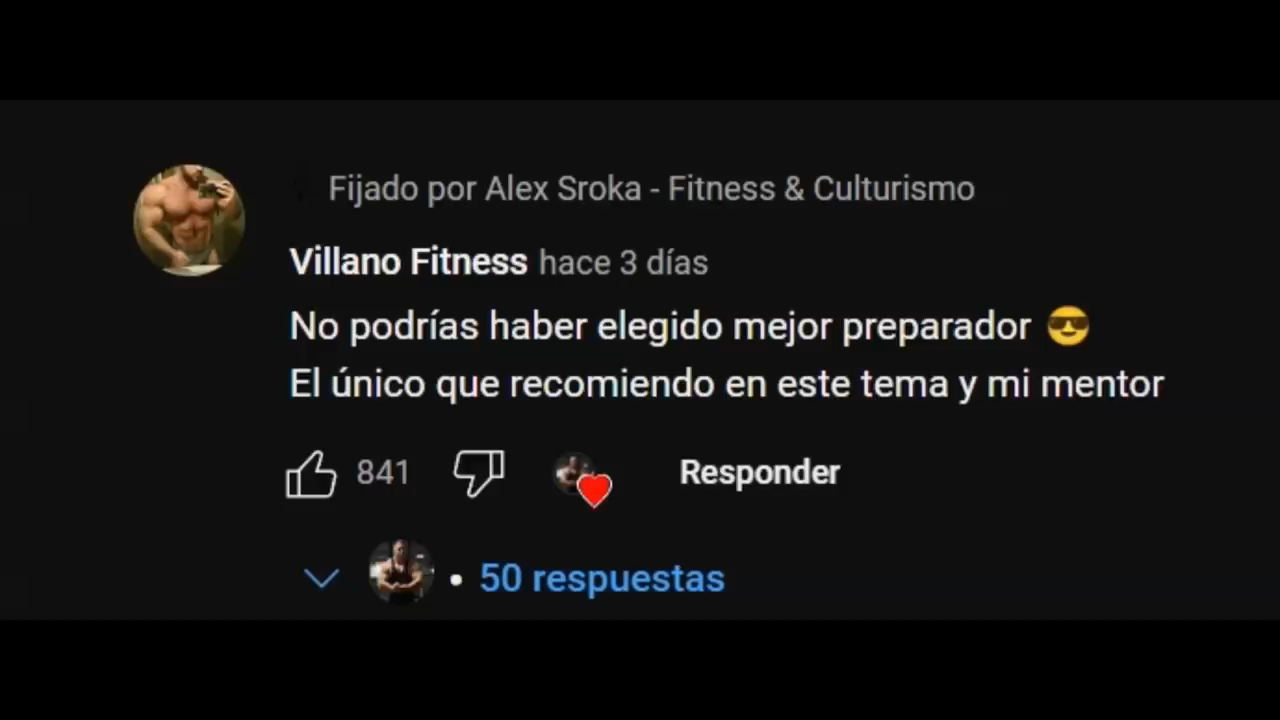 Fijado por Alex Sroka - Fitness & Culturismo
Villano Fitness hace 3 días
No podrías haber elegido mejor preparador 😎
El único que recomiendo en este tema y mi mentor
841 Responder
50 respuestas